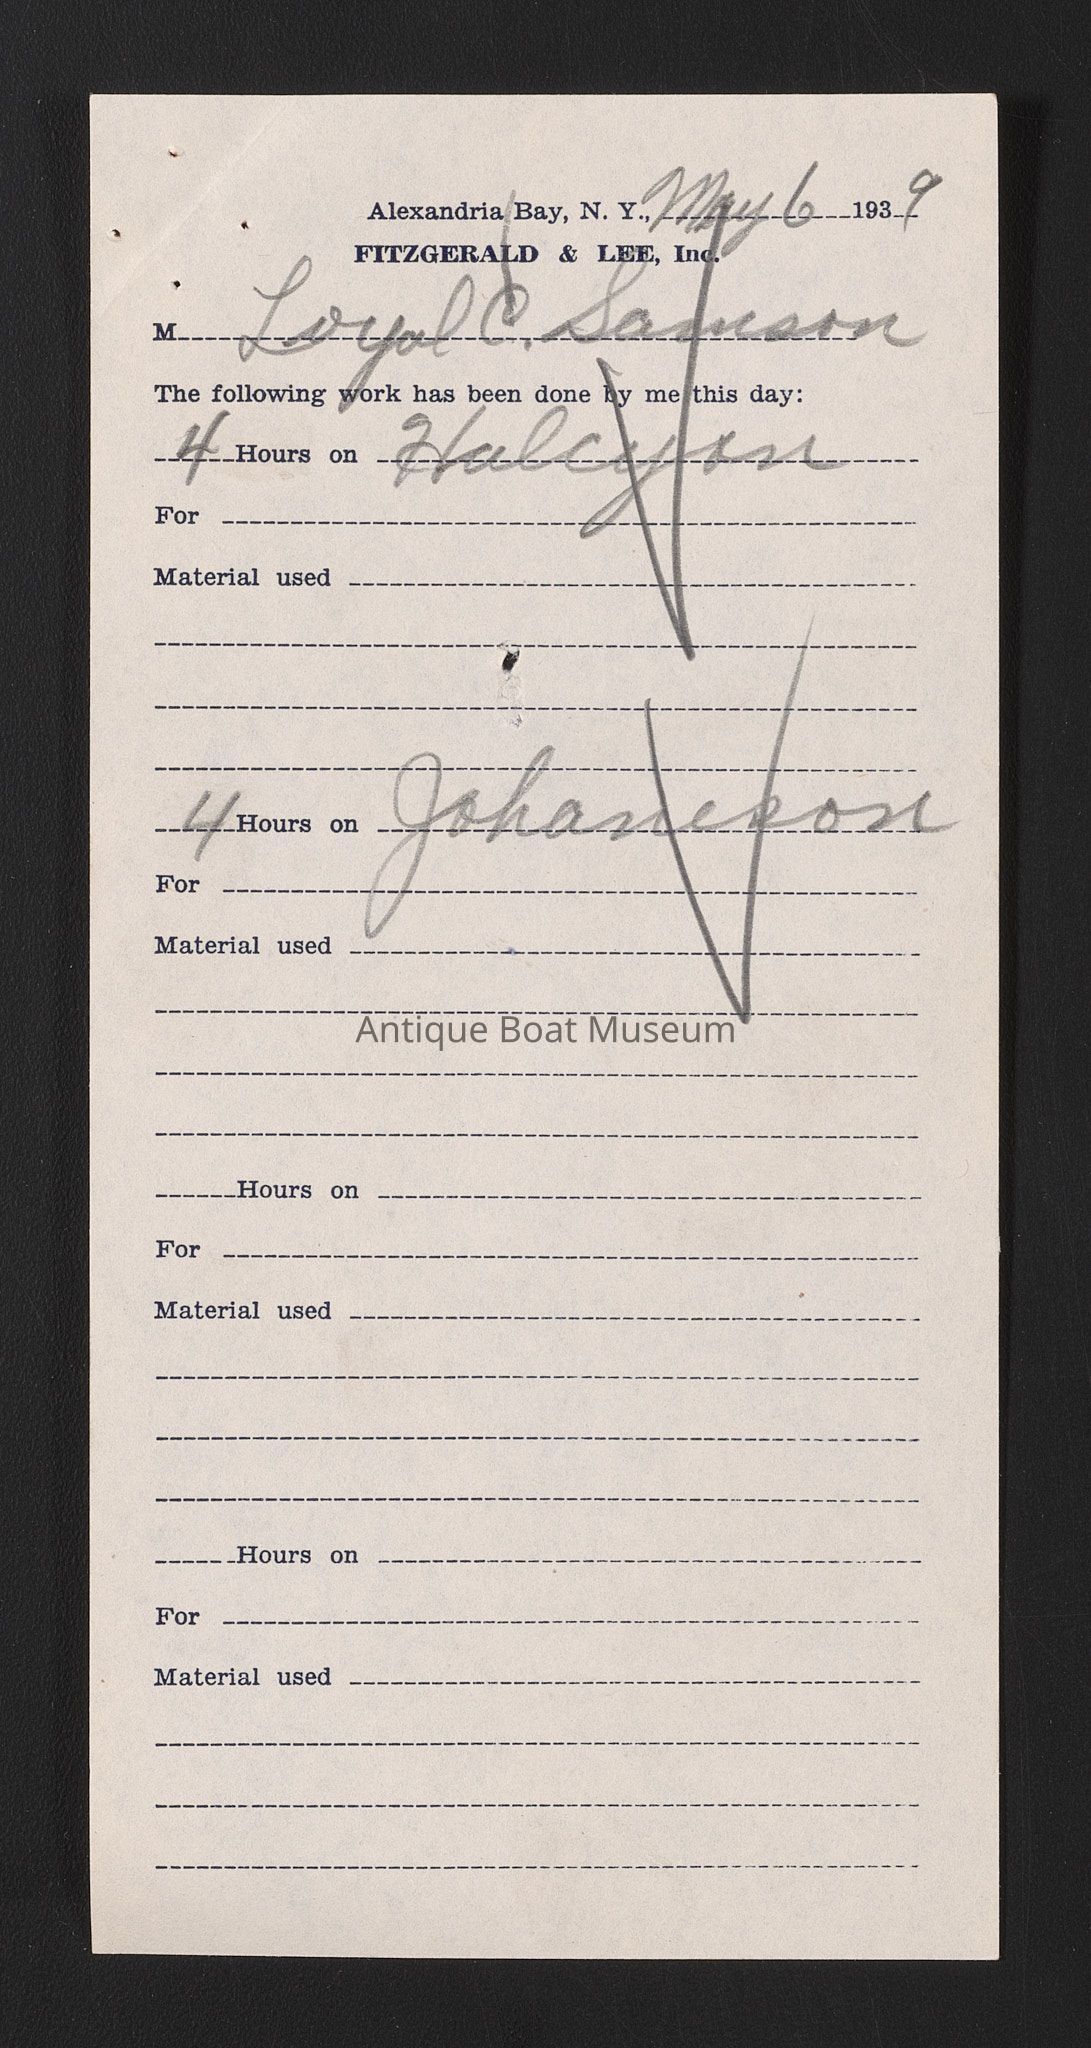 Alexandria Bay, N. Y., May 6 1939
FITZGERALD & LEE, Inc.
M Loyal C. Samson
The following work has been done by me this day:
4 Hours on Halcyon
For
Material used
4 Hours on Johaneson
For
Material used
Antique Boat Museum
Hours on
For
Material used
Hours on
For
Material used